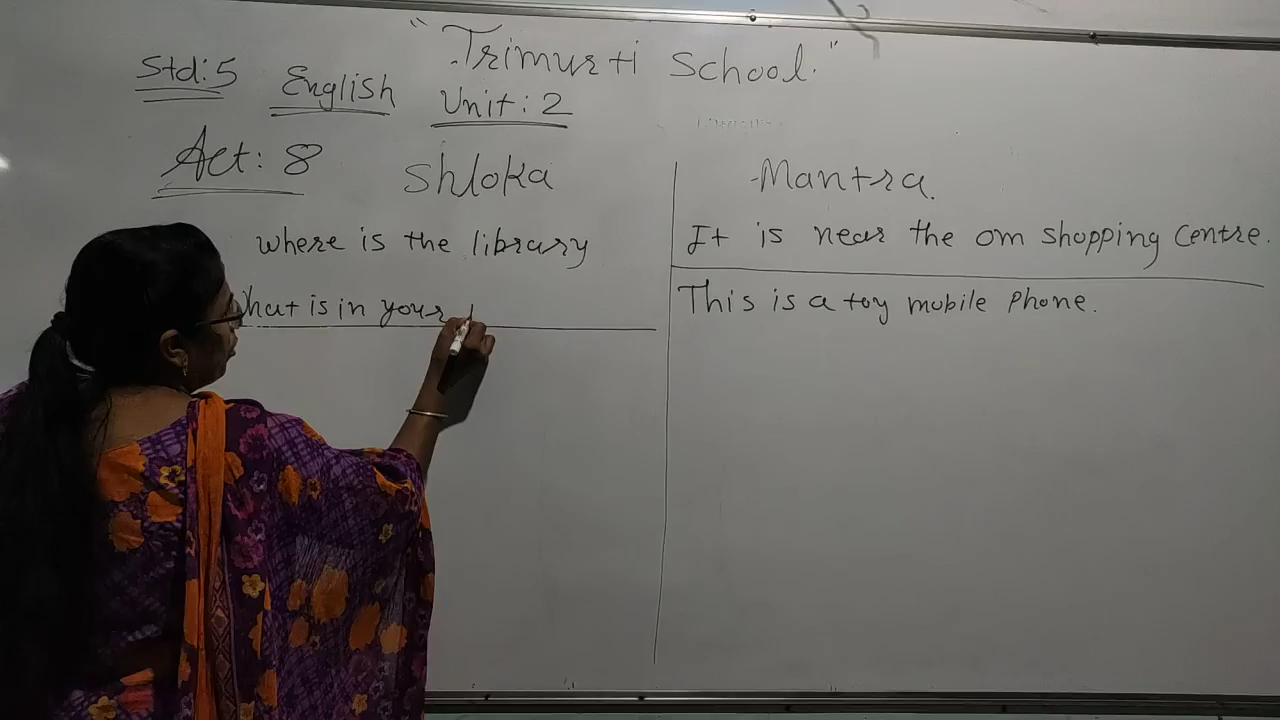 "Trimurti School."
Std: 5 English Unit: 2
Act: 8 Shloka
Mantra.
where is the library
It is near the om shopping Centre.
hat is in your
This is a toy mobile Phone.